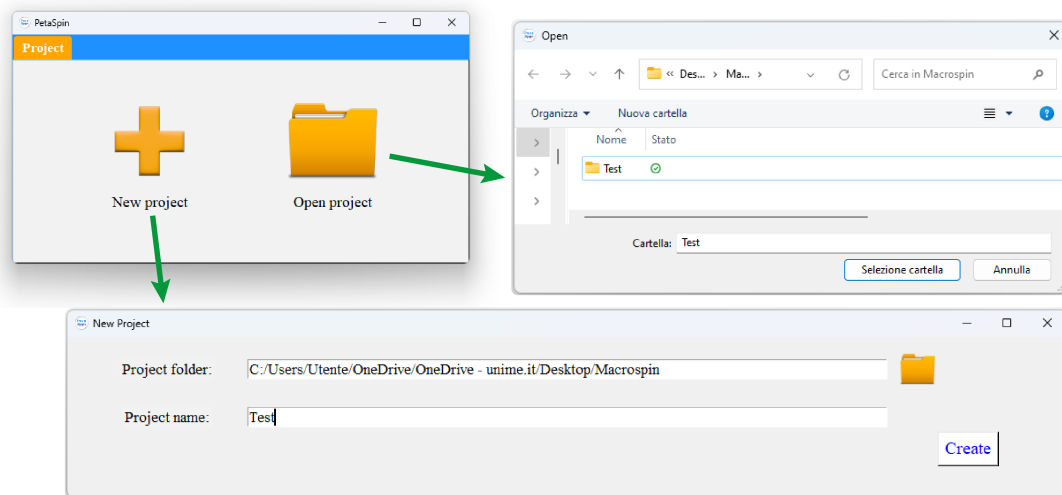 PetaSpin
Project
New project
Open project
Open
« Des... › Ma... ›
Cerca in Macrospin
Organizza
Nuova cartella
?
Nome
Stato
Test
Cartella: Test
Selezione cartella
Annulla
New Project
Project folder: C:/Users/Utente/OneDrive/OneDrive - unime.it/Desktop/Macrospin
Project name: Test
Create